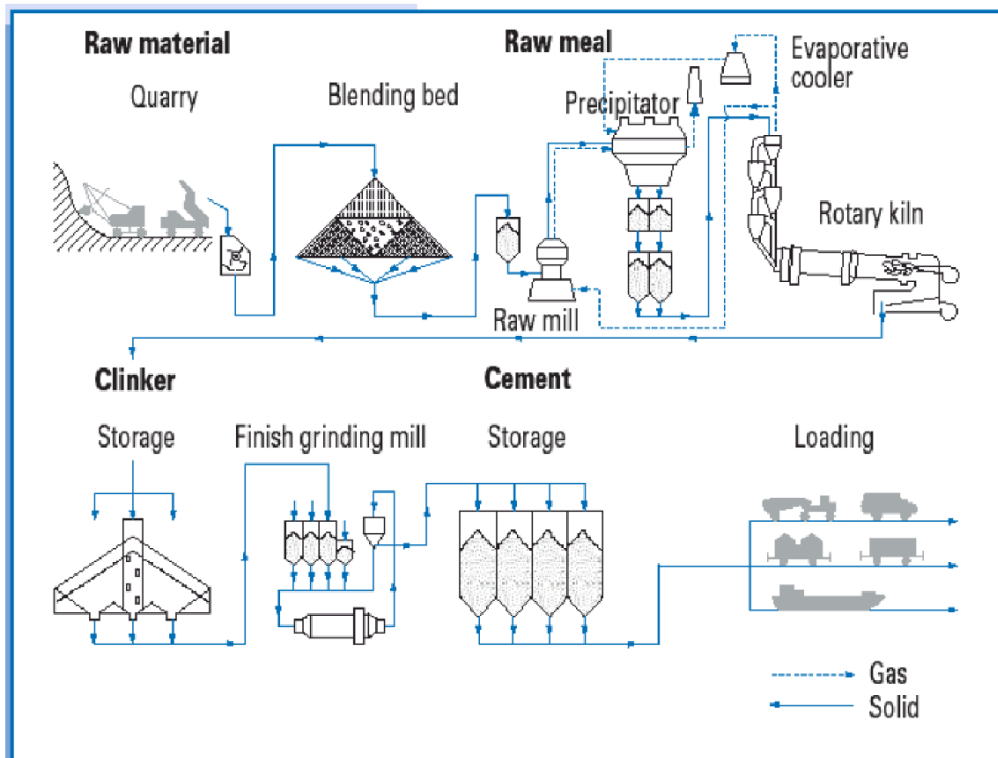 Raw material
Raw meal
Evaporative
cooler
Quarry
Blending bed
Precipitator
Rotary kiln
Raw mill
Clinker
Cement
Storage
Finish grinding mill
Storage
Loading
Gas
Solid